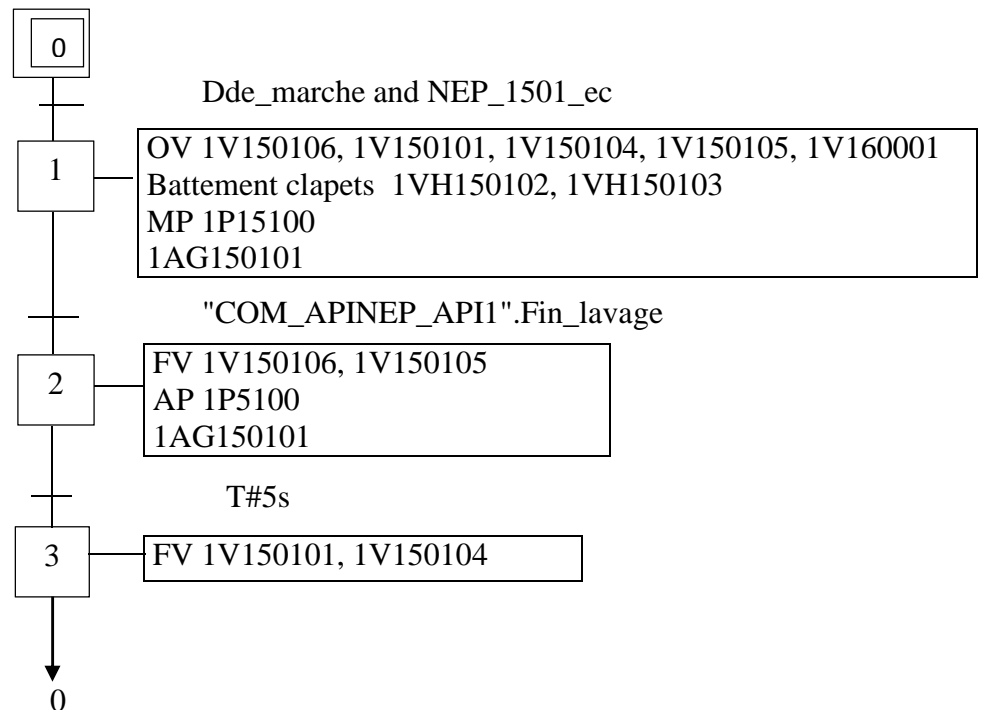 0
Dde_marche and NEP_1501_ec
1
OV 1V150106, 1V150101, 1V150104, 1V150105, 1V160001
Battement clapets 1VH150102, 1VH150103
MP 1P15100
1AG150101
"COM_APINEP_API1".Fin_lavage
2
FV 1V150106, 1V150105
AP 1P5100
1AG150101
T#5s
3
FV 1V150101, 1V150104
0